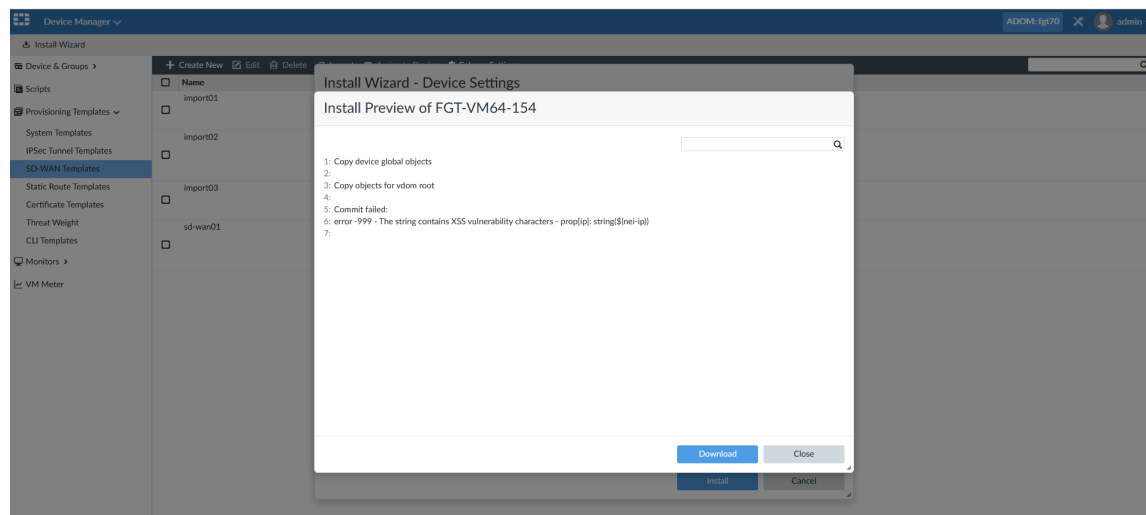 Device Manager
ADOM: fgt70
admin
Install Wizard
Device & Groups
Scripts
Provisioning Templates
System Templates
IPSec Tunnel Templates
SD-WAN Templates
Static Route Templates
Certificate Templates
Threat Weight
CLI Templates
Monitors
VM Meter
Create New Edit Delete
Name
import01
import02
import03
sd-wan01
Install Wizard - Device Settings
Install Preview of FGT-VM64-154
1: Copy device global objects
2:
3: Copy objects for vdom root
4:
5: Commit failed:
6: error -999 - The string contains XSS vulnerability characters - prop[ip]: string($(nei-ip))
7:
Download Close
Install Cancel